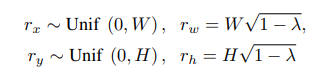 r_x ∼ Unif (0, W), r_w = W√1 − λ,
r_y ∼ Unif (0, H), r_h = H√1 − λ